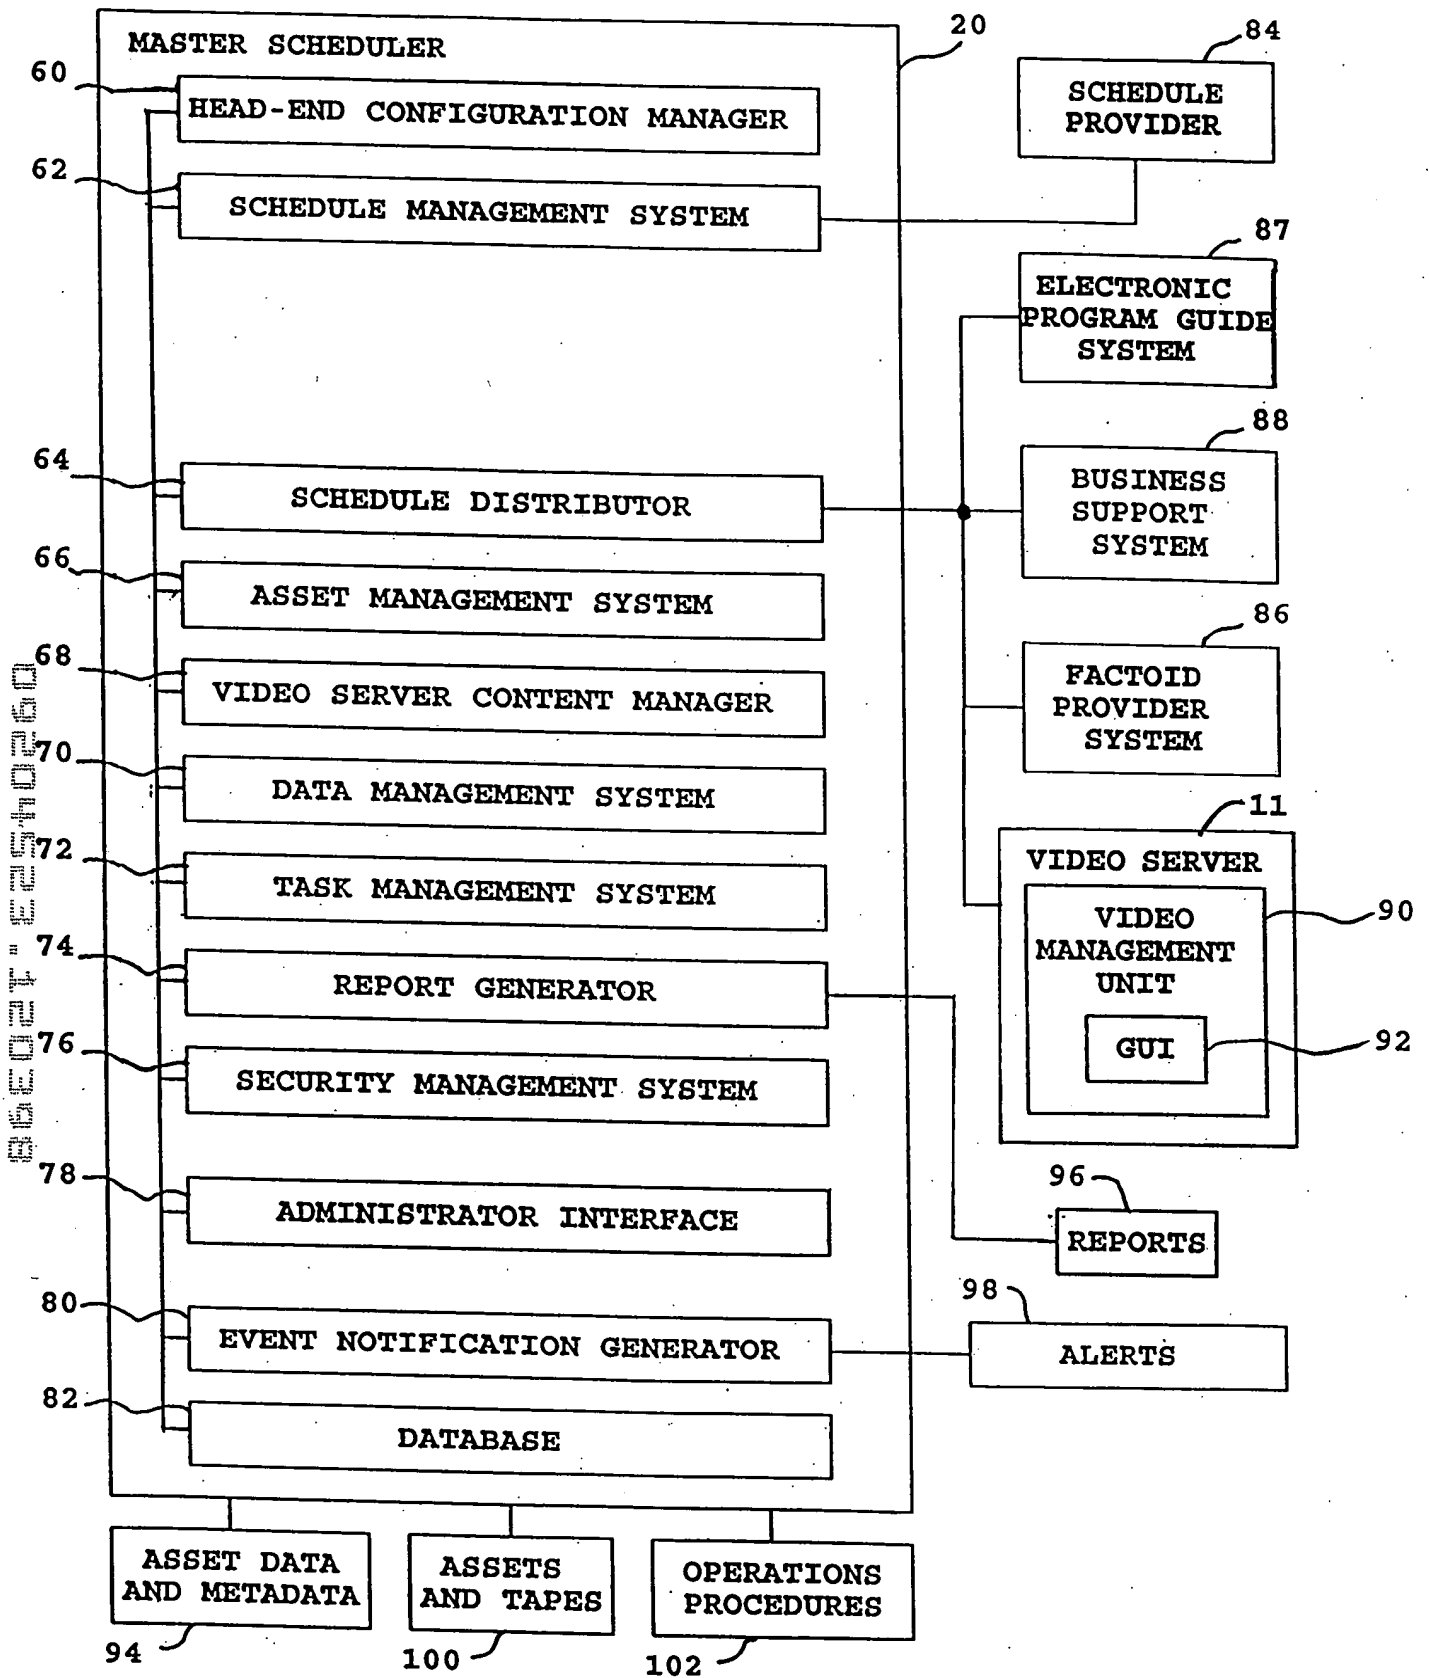 MASTER SCHEDULER
20
60
HEAD-END CONFIGURATION MANAGER
62
SCHEDULE MANAGEMENT SYSTEM
84
SCHEDULE
PROVIDER
87
ELECTRONIC
PROGRAM GUIDE
SYSTEM
64
SCHEDULE DISTRIBUTOR
88
BUSINESS
SUPPORT
SYSTEM
66
ASSET MANAGEMENT SYSTEM
86
FACTOID
PROVIDER
SYSTEM
68
VIDEO SERVER CONTENT MANAGER
70
DATA MANAGEMENT SYSTEM
11
VIDEO SERVER
72
TASK MANAGEMENT SYSTEM
VIDEO
MANAGEMENT
UNIT
90
74
REPORT GENERATOR
GUI
92
76
SECURITY MANAGEMENT SYSTEM
78
ADMINISTRATOR INTERFACE
96
REPORTS
80
EVENT NOTIFICATION GENERATOR
98
ALERTS
82
DATABASE
ASSET DATA
AND METADATA
94
ASSETS
AND TAPES
100
OPERATIONS
PROCEDURES
102
09204523.120398